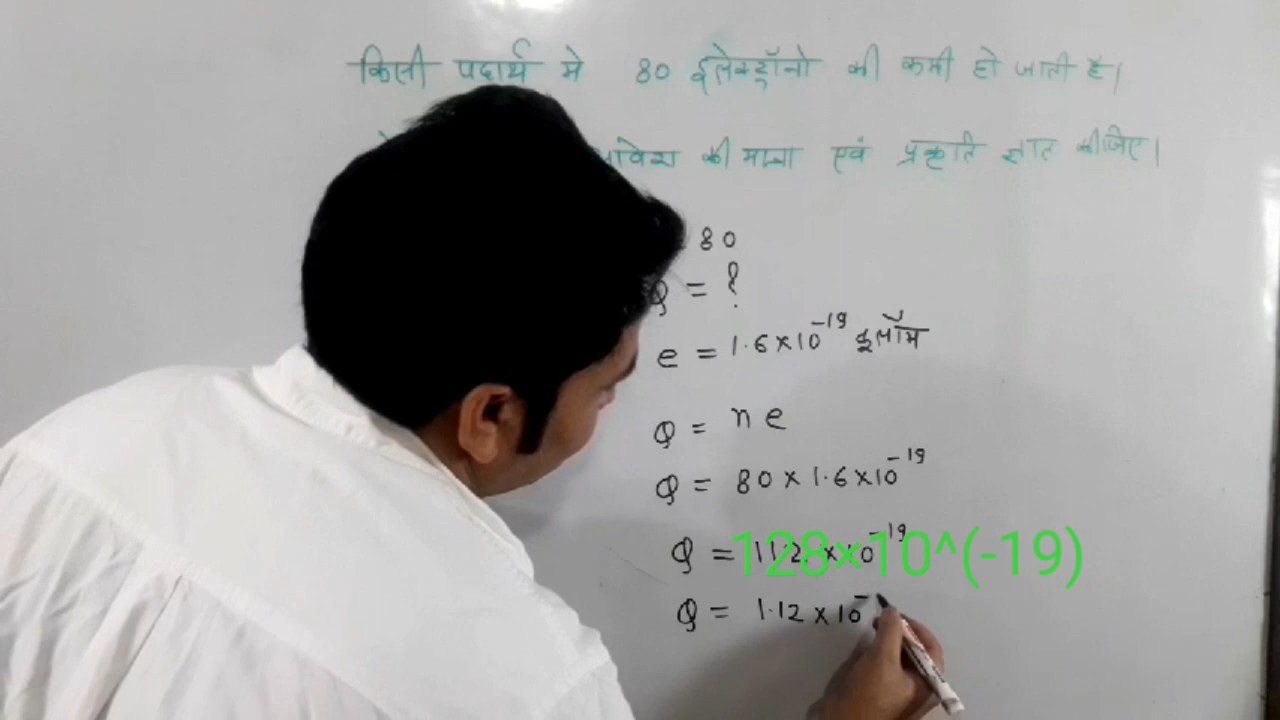 किसी पदार्थ मे 80 इलेक्ट्रॉनो की कमी हो जाती है।
की मात्रा एवं प्रकृति ज्ञात कीजिए।
80
Q = ?
e = 1.6×10⁻¹⁹ कूलॉम
Q = ne
Q = 80×1.6×10⁻¹⁹
Q = 128×10^(-19)
Q = 1.12×10⁻